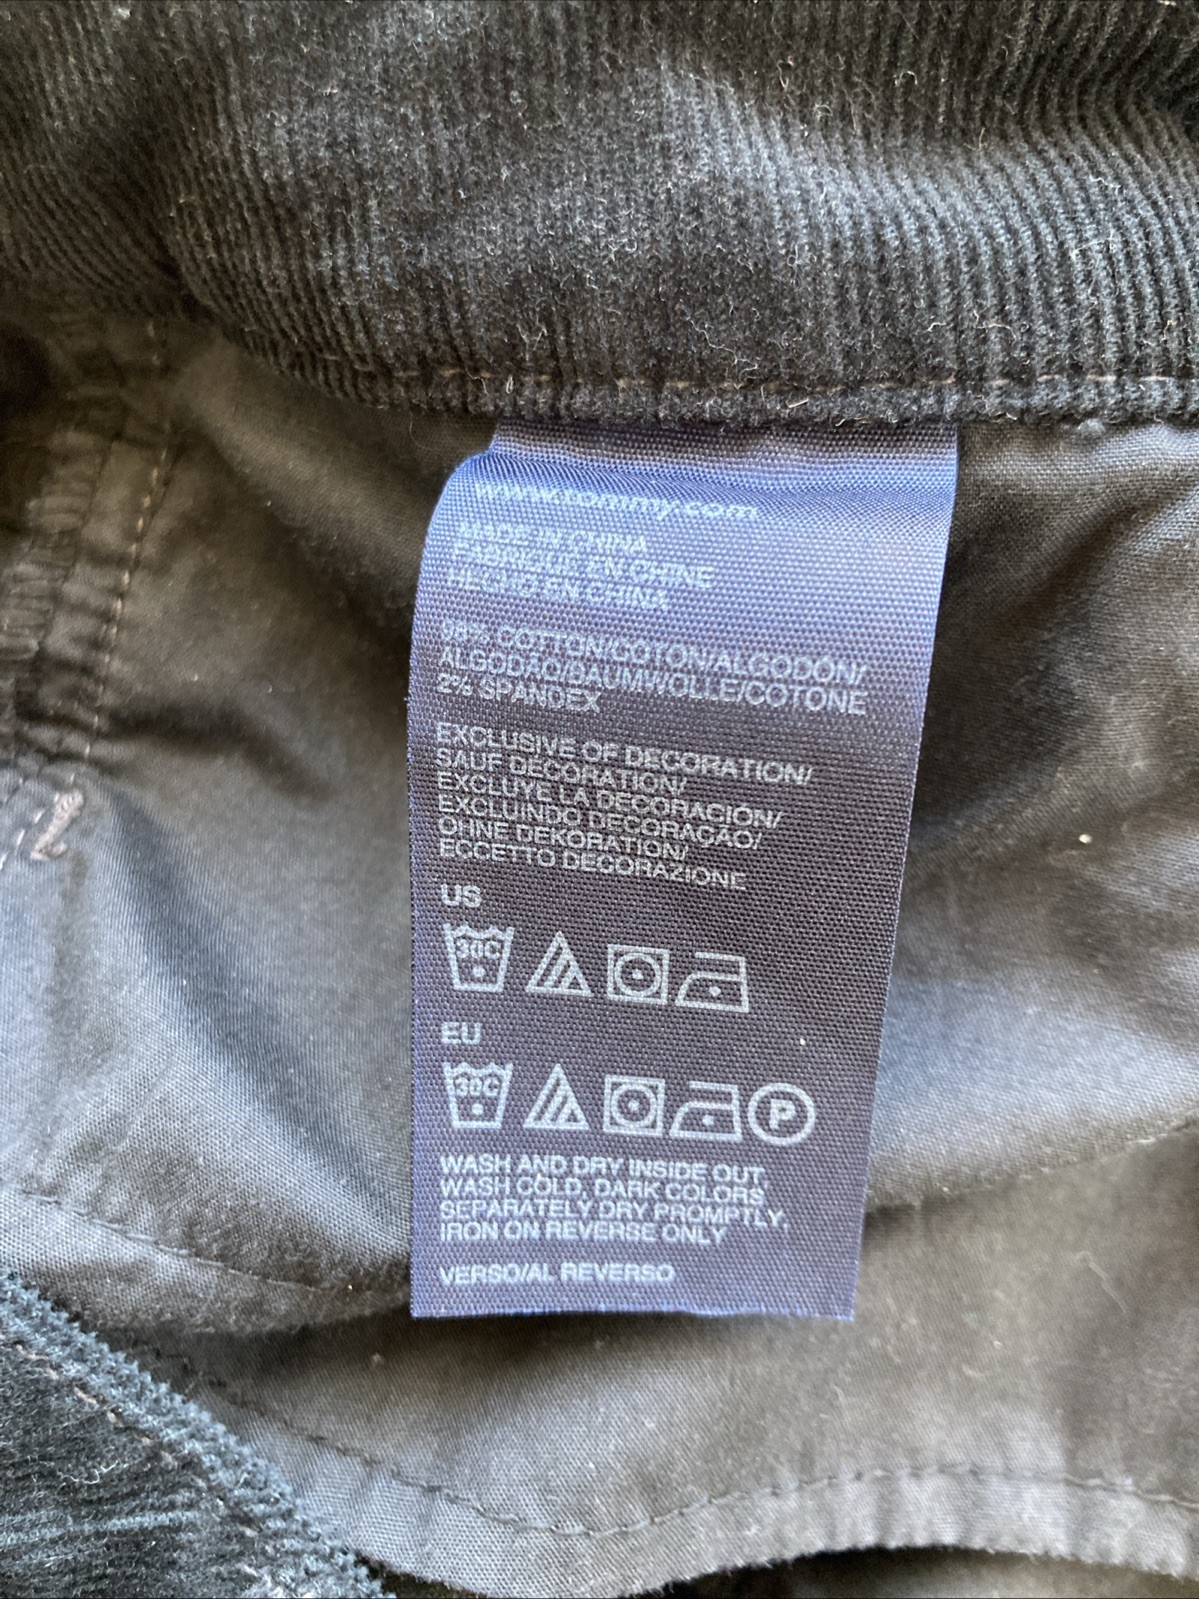 www.tommy.com
MADE IN CHINA
FABRIQUE EN CHINE
HECHO EN CHINA
98% COTTON/COTON/ALGODÓN/
ALGODÃO/BAUMWOLLE/COTONE
2% SPANDEX
EXCLUSIVE OF DECORATION/
SAUF DÉCORATION/
EXCLUYE LA DECORACIÓN/
EXCLUINDO DECORAÇÃO/
OHNE DEKORATION/
ECCETTO DECORAZIONE
US
30C
EU
30C P
WASH AND DRY INSIDE OUT,
WASH COLD, DARK COLORS
SEPARATELY, DRY PROMPTLY,
IRON ON REVERSE ONLY
VERSO/AL REVERSO